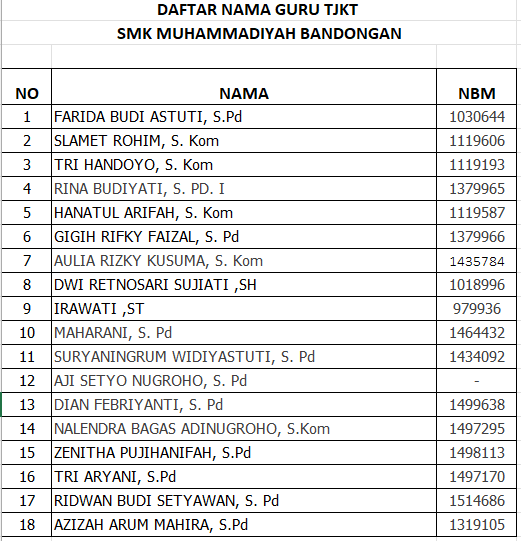 DAFTAR NAMA GURU TJKT
SMK MUHAMMADIYAH BANDONGAN
NO NAMA NBM
1 FARIDA BUDI ASTUTI, S.Pd 1030644
2 SLAMET ROHIM, S. Kom 1119606
3 TRI HANDOYO, S. Kom 1119193
4 RINA BUDIYATI, S. PD. I 1379965
5 HANATUL ARIFAH, S. Kom 1119587
6 GIGIH RIFKY FAIZAL, S. Pd 1379966
7 AULIA RIZKY KUSUMA, S. Kom 1435784
8 DWI RETNOSARI SUJIATI ,SH 1018996
9 IRAWATI ,ST 979936
10 MAHARANI, S. Pd 1464432
11 SURYANINGRUM WIDIYASTUTI, S. Pd 1434092
12 AJI SETYO NUGROHO, S. Pd -
13 DIAN FEBRIYANTI, S. Pd 1499638
14 NALENDRA BAGAS ADINUGROHO, S.Kom 1497295
15 ZENITHA PUJIHANIFAH, S.Pd 1498113
16 TRI ARYANI, S.Pd 1497170
17 RIDWAN BUDI SETYAWAN, S. Pd 1514686
18 AZIZAH ARUM MAHIRA, S.Pd 1319105